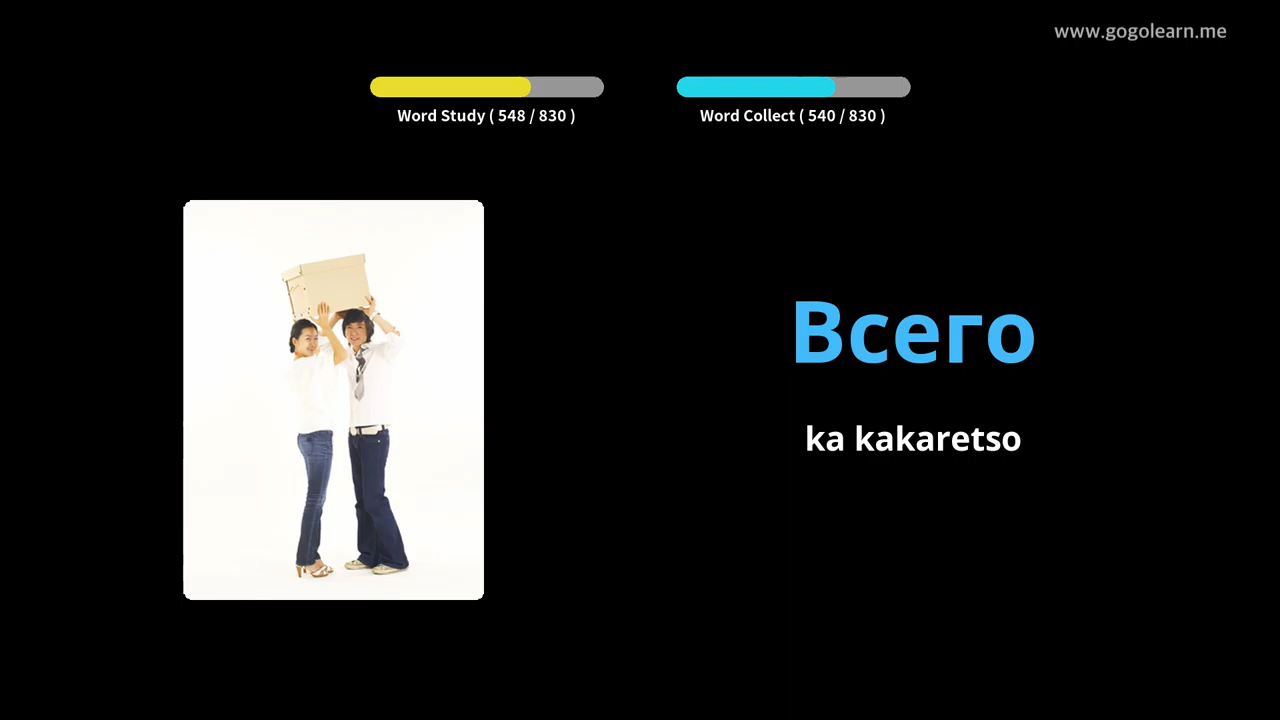 www.gogolearn.me
Word Study ( 548 / 830 )
Word Collect ( 540 / 830 )
Всего
ka kakaretso